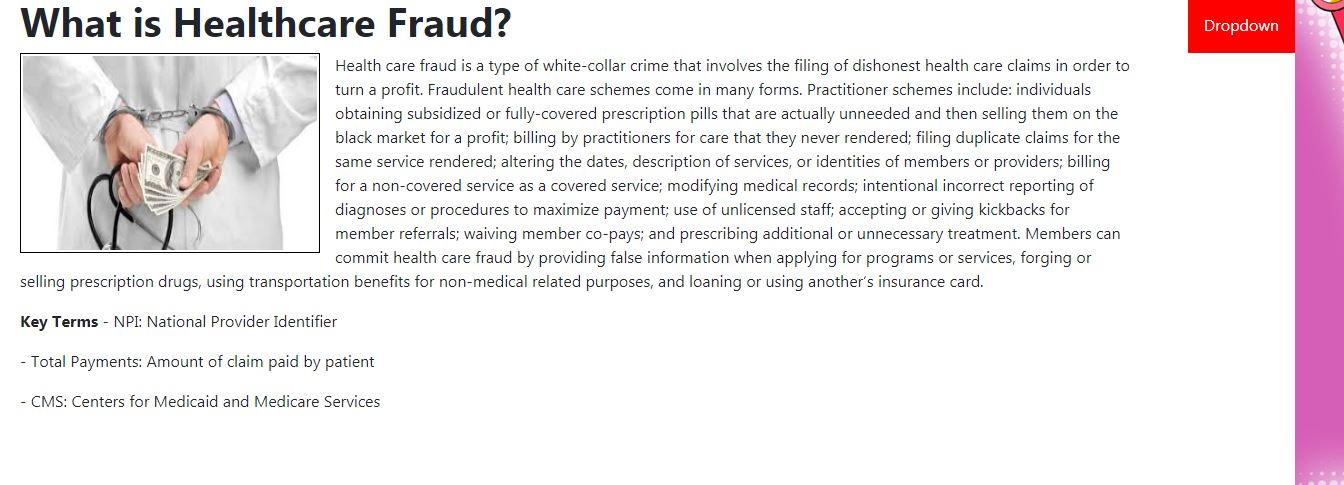 What is Healthcare Fraud?
Dropdown
Health care fraud is a type of white-collar crime that involves the filing of dishonest health care claims in order to
turn a profit. Fraudulent health care schemes come in many forms. Practitioner schemes include: individuals
obtaining subsidized or fully-covered prescription pills that are actually unneeded and then selling them on the
black market for a profit; billing by practitioners for care that they never rendered; filing duplicate claims for the
same service rendered; altering the dates, description of services, or identities of members or providers; billing
for a non-covered service as a covered service; modifying medical records; intentional incorrect reporting of
diagnoses or procedures to maximize payment; use of unlicensed staff; accepting or giving kickbacks for
member referrals; waiving member co-pays; and prescribing additional or unnecessary treatment. Members can
commit health care fraud by providing false information when applying for programs or services, forging or
selling prescription drugs, using transportation benefits for non-medical related purposes, and loaning or using another's insurance card.
Key Terms - NPI: National Provider Identifier
- Total Payments: Amount of claim paid by patient
- CMS: Centers for Medicaid and Medicare Services